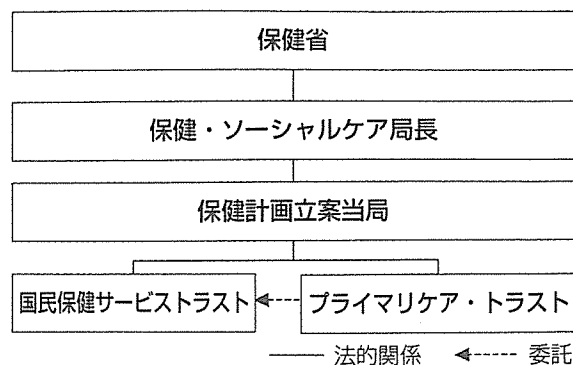 保健省
保健・ソーシャルケア局長
保健計画立案当局
国民保健サービストラスト
プライマリケア・トラスト
法的関係
委託